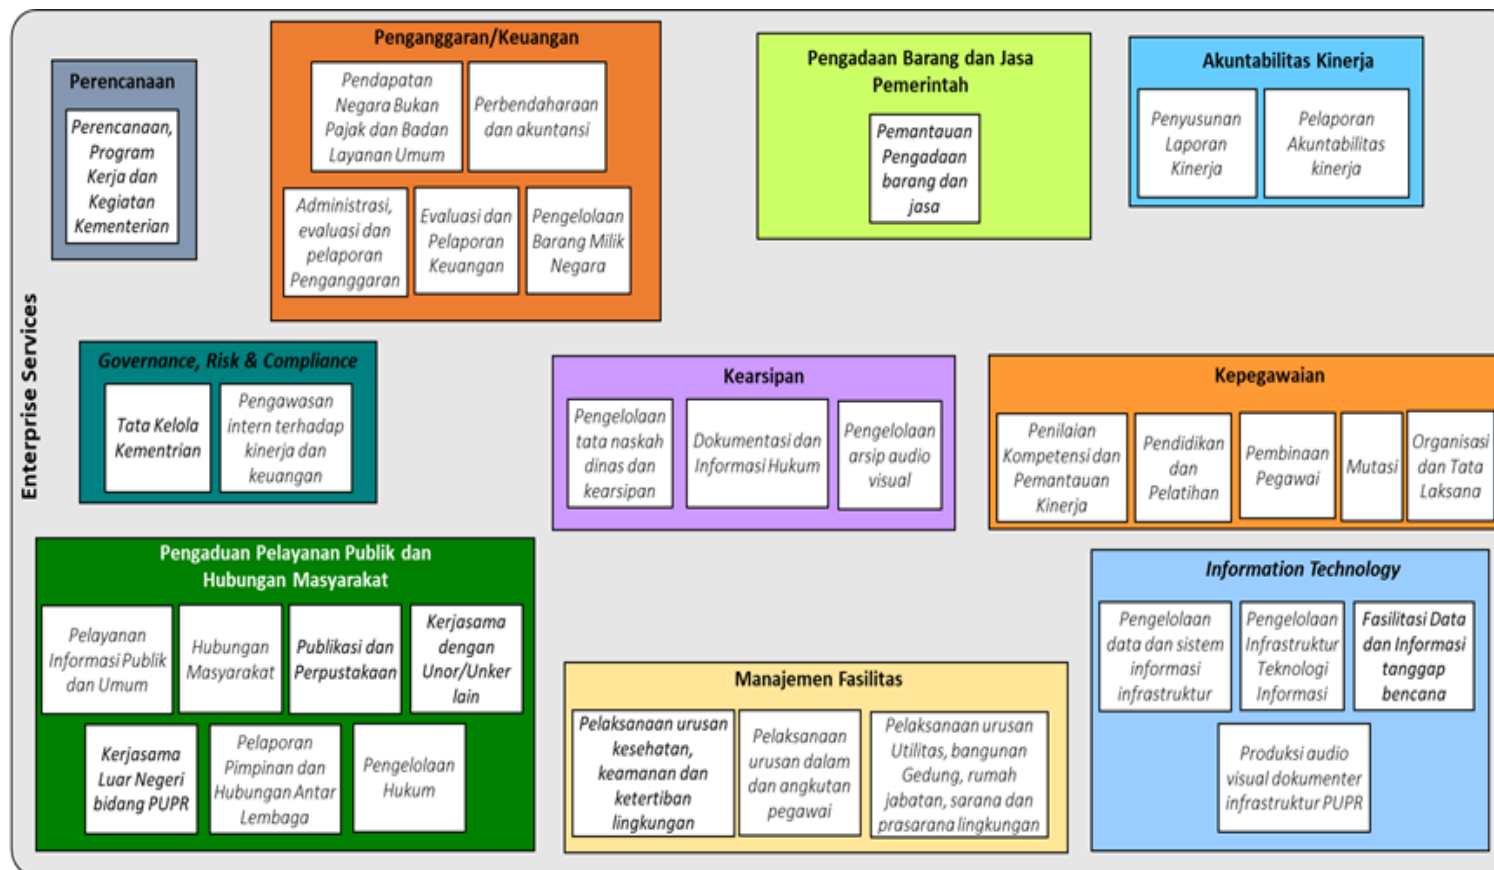 Enterprise Services
Perencanaan
Perencanaan,
Program
Kerja dan
Kegiatan
Kementerian
Penganggaran/Keuangan
Pendapatan
Negara Bukan
Pajak dan Badan
Layanan Umum
Perbendaharaan
dan akuntansi
Administrasi,
evaluasi dan
pelaporan
Penganggaran
Evaluasi dan
Pelaporan
Keuangan
Pengelolaan
Barang Milik
Negara
Pengadaan Barang dan Jasa
Pemerintah
Pemantauan
Pengadaan
barang dan
jasa
Akuntabilitas Kinerja
Penyusunan
Laporan
Kinerja
Pelaporan
Akuntabilitas
kinerja
Governance, Risk & Compliance
Tata Kelola
Kementrian
Pengawasan
intern terhadap
kinerja dan
keuangan
Kearsipan
Pengelolaan
tata naskah
dinas dan
kearsipan
Dokumentasi dan
Informasi Hukum
Pengelolaan
arsip audio
visual
Kepegawaian
Penilaian
Kompetensi dan
Pemantauan
Kinerja
Pendidikan
dan
Pelatihan
Pembinaan
Pegawai
Mutasi
Organisasi
dan Tata
Laksana
Pengaduan Pelayanan Publik dan
Hubungan Masyarakat
Pelayanan
Informasi Publik
dan Umum
Hubungan
Masyarakat
Publikasi dan
Perpustakaan
Kerjasama
dengan
Unor/Unker
lain
Kerjasama
Luar Negeri
bidang PUPR
Pelaporan
Pimpinan dan
Hubungan Antar
Lembaga
Pengelolaan
Hukum
Manajemen Fasilitas
Pelaksanaan urusan
kesehatan,
keamanan dan
ketertiban
lingkungan
Pelaksanaan
urusan dalam
dan angkutan
pegawai
Pelaksanaan urusan
Utilitas, bangunan
Gedung, rumah
jabatan, sarana dan
prasarana lingkungan
Information Technology
Pengelolaan
data dan sistem
informasi
infrastruktur
Pengelolaan
Infrastruktur
Teknologi
Informasi
Fasilitasi Data
dan Informasi
tanggap
bencana
Produksi audio
visual dokumenter
infrastruktur PUPR